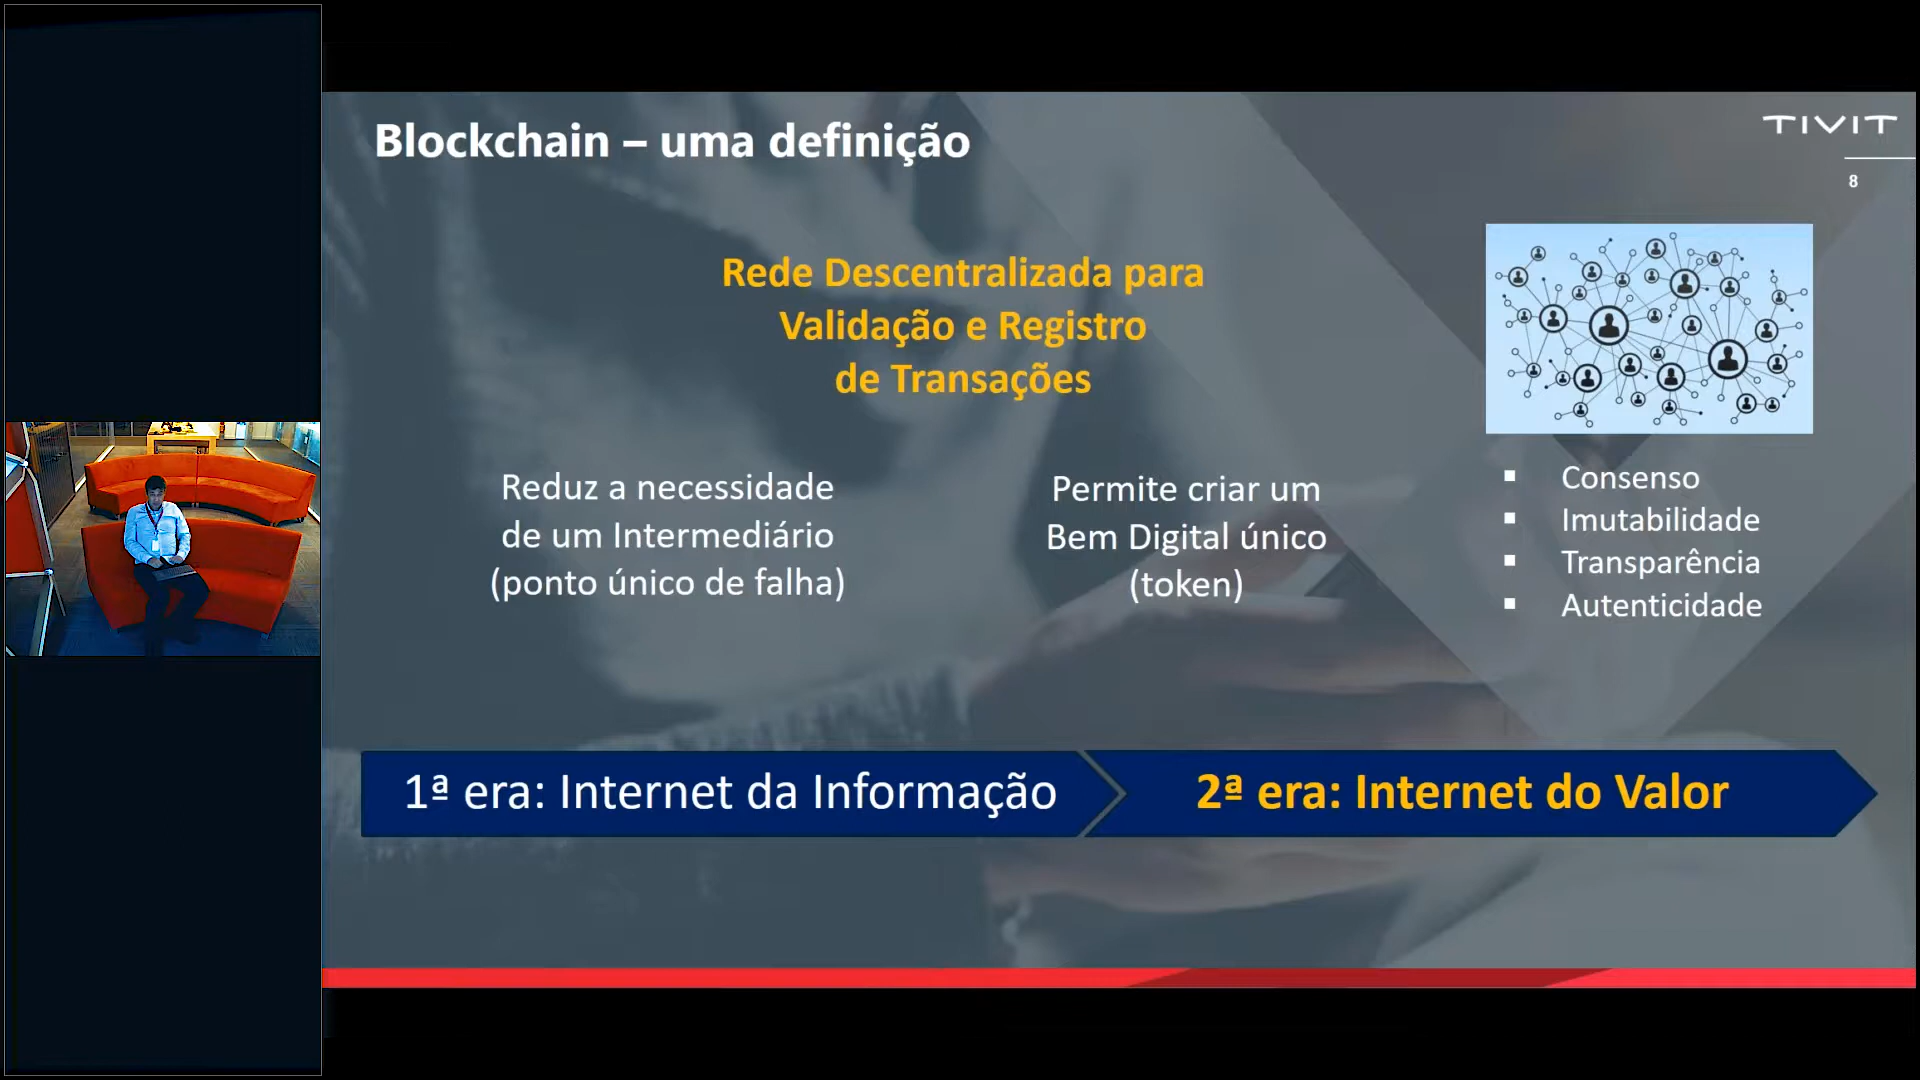 Blockchain – uma definição
TIVIT
8
Rede Descentralizada para
Validação e Registro
de Transações
Reduz a necessidade
de um Intermediário
(ponto único de falha)
Permite criar um
Bem Digital único
(token)
Consenso
Imutabilidade
Transparência
Autenticidade
1ª era: Internet da Informação
2ª era: Internet do Valor